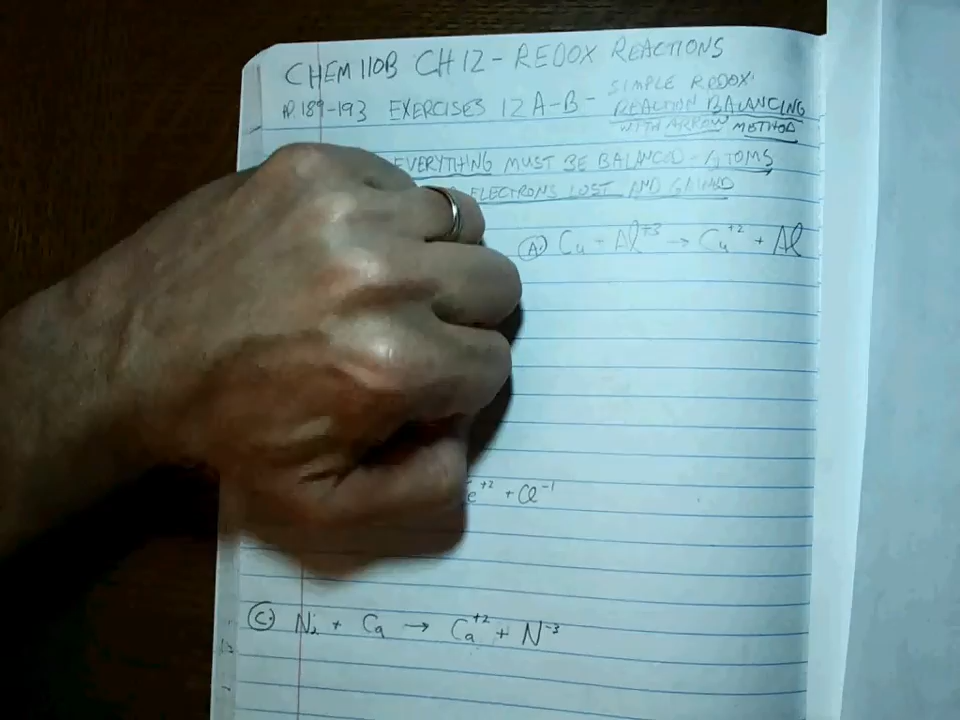 CHEM 110B CH 12 - REDOX REACTIONS
pp. 189-193 EXERCISES 12 A-B - SIMPLE REDOX
REACTION BALANCING
WITH ARROW METHOD
EVERYTHING MUST BE BALANCED - ATOMS
ELECTRONS LOST AND GAINED
(A.) Cu + Al+3 → Cu+2 + Al
+2 + Cl-1
(C.) N2 + Ca → Ca+2 + N-3